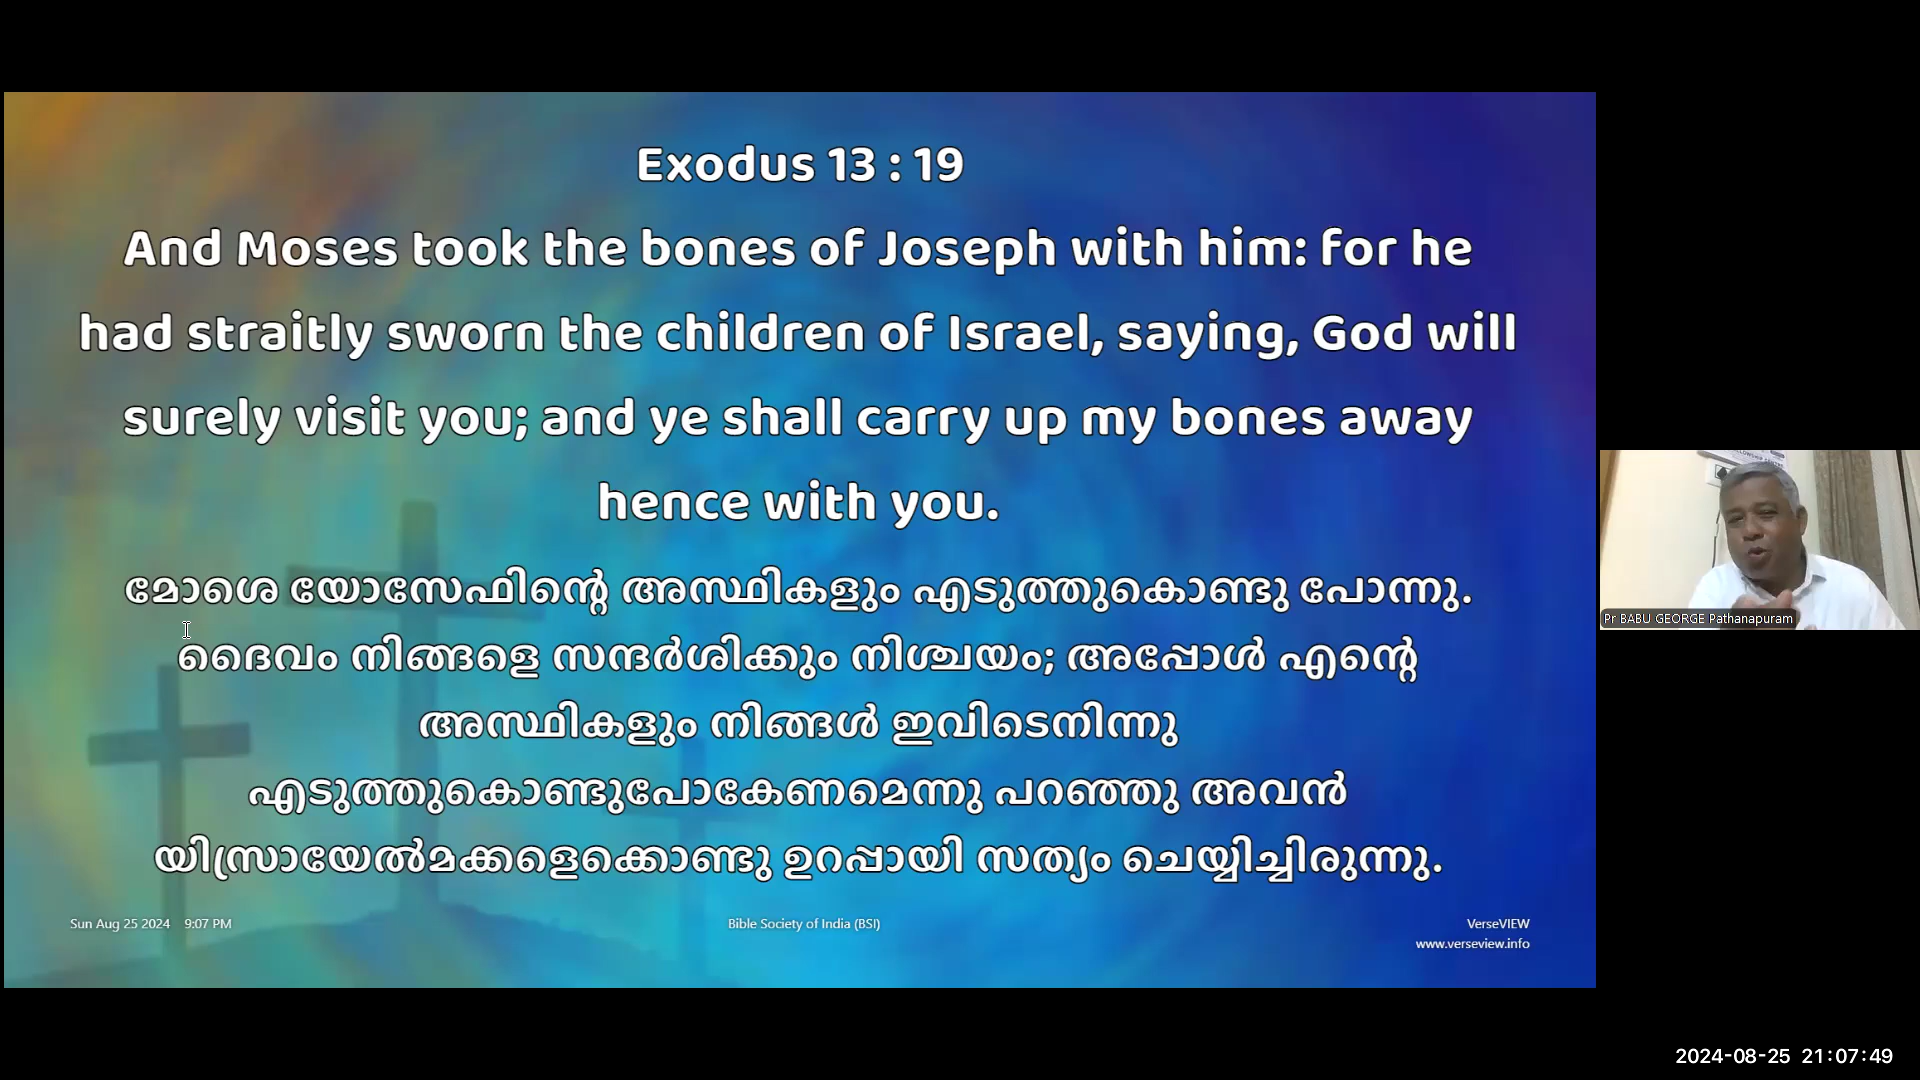 Exodus 13 : 19
And Moses took the bones of Joseph with him: for he
had straitly sworn the children of Israel, saying, God will
surely visit you; and ye shall carry up my bones away
hence with you.
മോശെ യോസേഫിന്റെ അസ്ഥികളും എടുത്തുകൊണ്ടു പോന്നു.
ദൈവം നിങ്ങളെ സന്ദർശിക്കും നിശ്ചയം; അപ്പോൾ എന്റെ
അസ്ഥികളും നിങ്ങൾ ഇവിടെനിന്നു
എടുത്തുകൊണ്ടുപോകേണമെന്നു പറഞ്ഞു അവൻ
യിസ്രായേൽമക്കളെക്കൊണ്ടു ഉറപ്പായി സത്യം ചെയ്യിച്ചിരുന്നു.
Sun Aug 25 2024 9:07 PM
Bible Society of India (BSI)
VerseVIEW
www.verseview.info
Pr BABU GEORGE Pathanapuram
2024-08-25 21:07:49